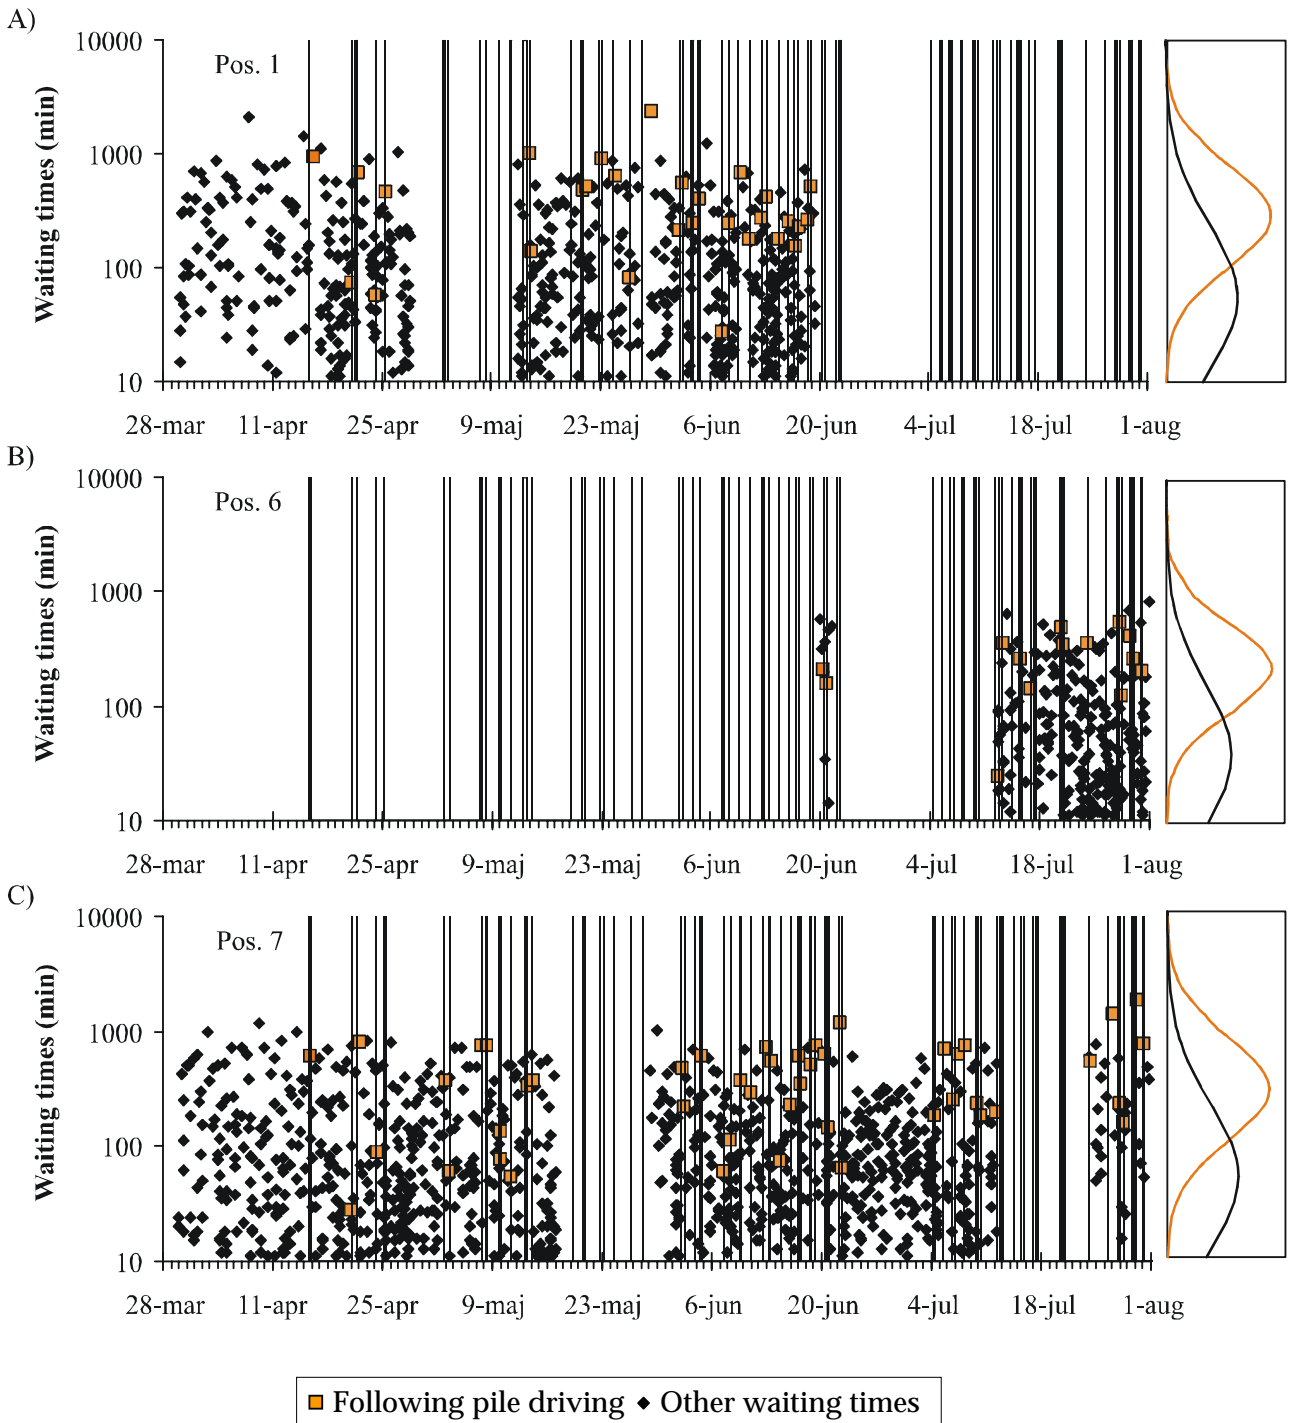 A)
Waiting times (min)
10000
1000
100
10
Pos. 1
28-mar 11-apr 25-apr 9-maj 23-maj 6-jun 20-jun 4-jul 18-jul 1-aug
B)
Waiting times (min)
10000
1000
100
10
Pos. 6
28-mar 11-apr 25-apr 9-maj 23-maj 6-jun 20-jun 4-jul 18-jul 1-aug
C)
Waiting times (min)
10000
1000
100
10
Pos. 7
28-mar 11-apr 25-apr 9-maj 23-maj 6-jun 20-jun 4-jul 18-jul 1-aug
Following pile driving Other waiting times